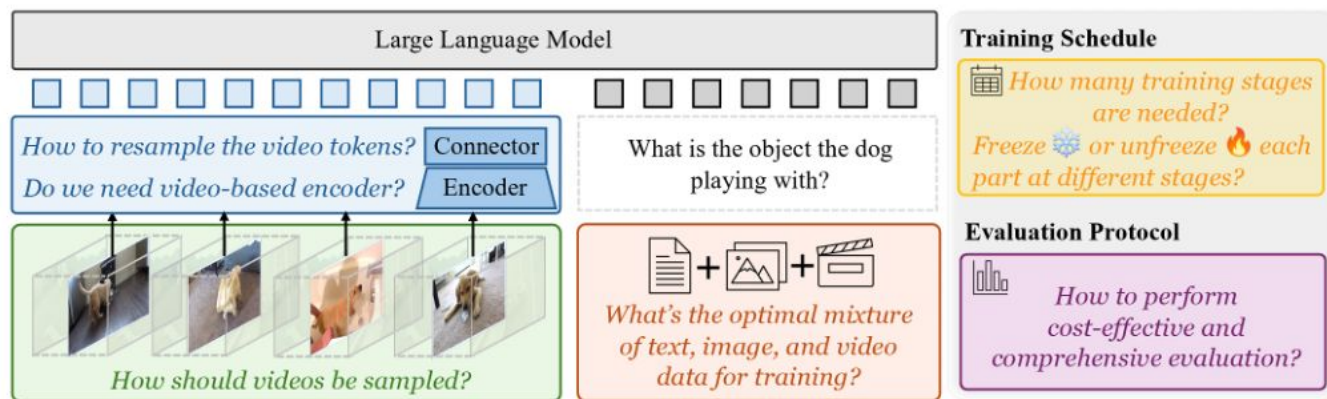 Large Language Model
How to resample the video tokens?
Connector
Do we need video-based encoder?
Encoder
How should videos be sampled?
What is the object the dog
playing with?
What's the optimal mixture
of text, image, and video
data for training?
Training Schedule
How many training stages
are needed?
Freeze ❄️ or unfreeze 🔥 each
part at different stages?
Evaluation Protocol
How to perform
cost-effective and
comprehensive evaluation?